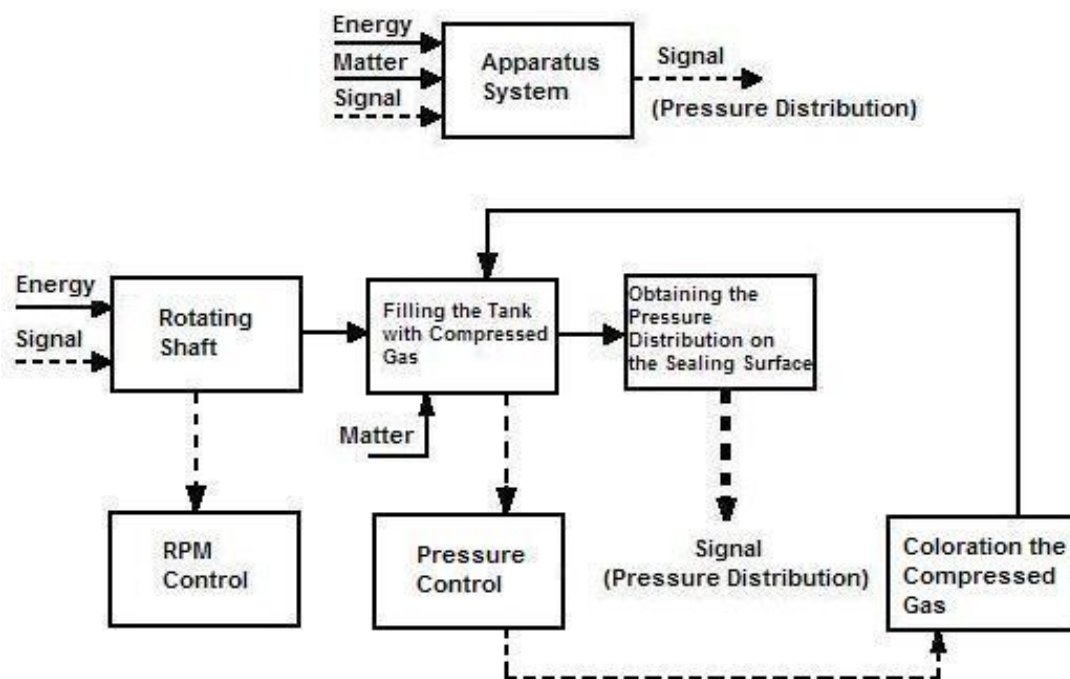 Energy
Matter
Signal
Apparatus
System
Signal
(Pressure Distribution)
Energy
Signal
Rotating
Shaft
Filling the Tank
with Compressed
Gas
Obtaining the
Pressure
Distribution on
the Sealing Surface
Matter
RPM
Control
Pressure
Control
Signal
(Pressure Distribution)
Coloration the
Compressed
Gas